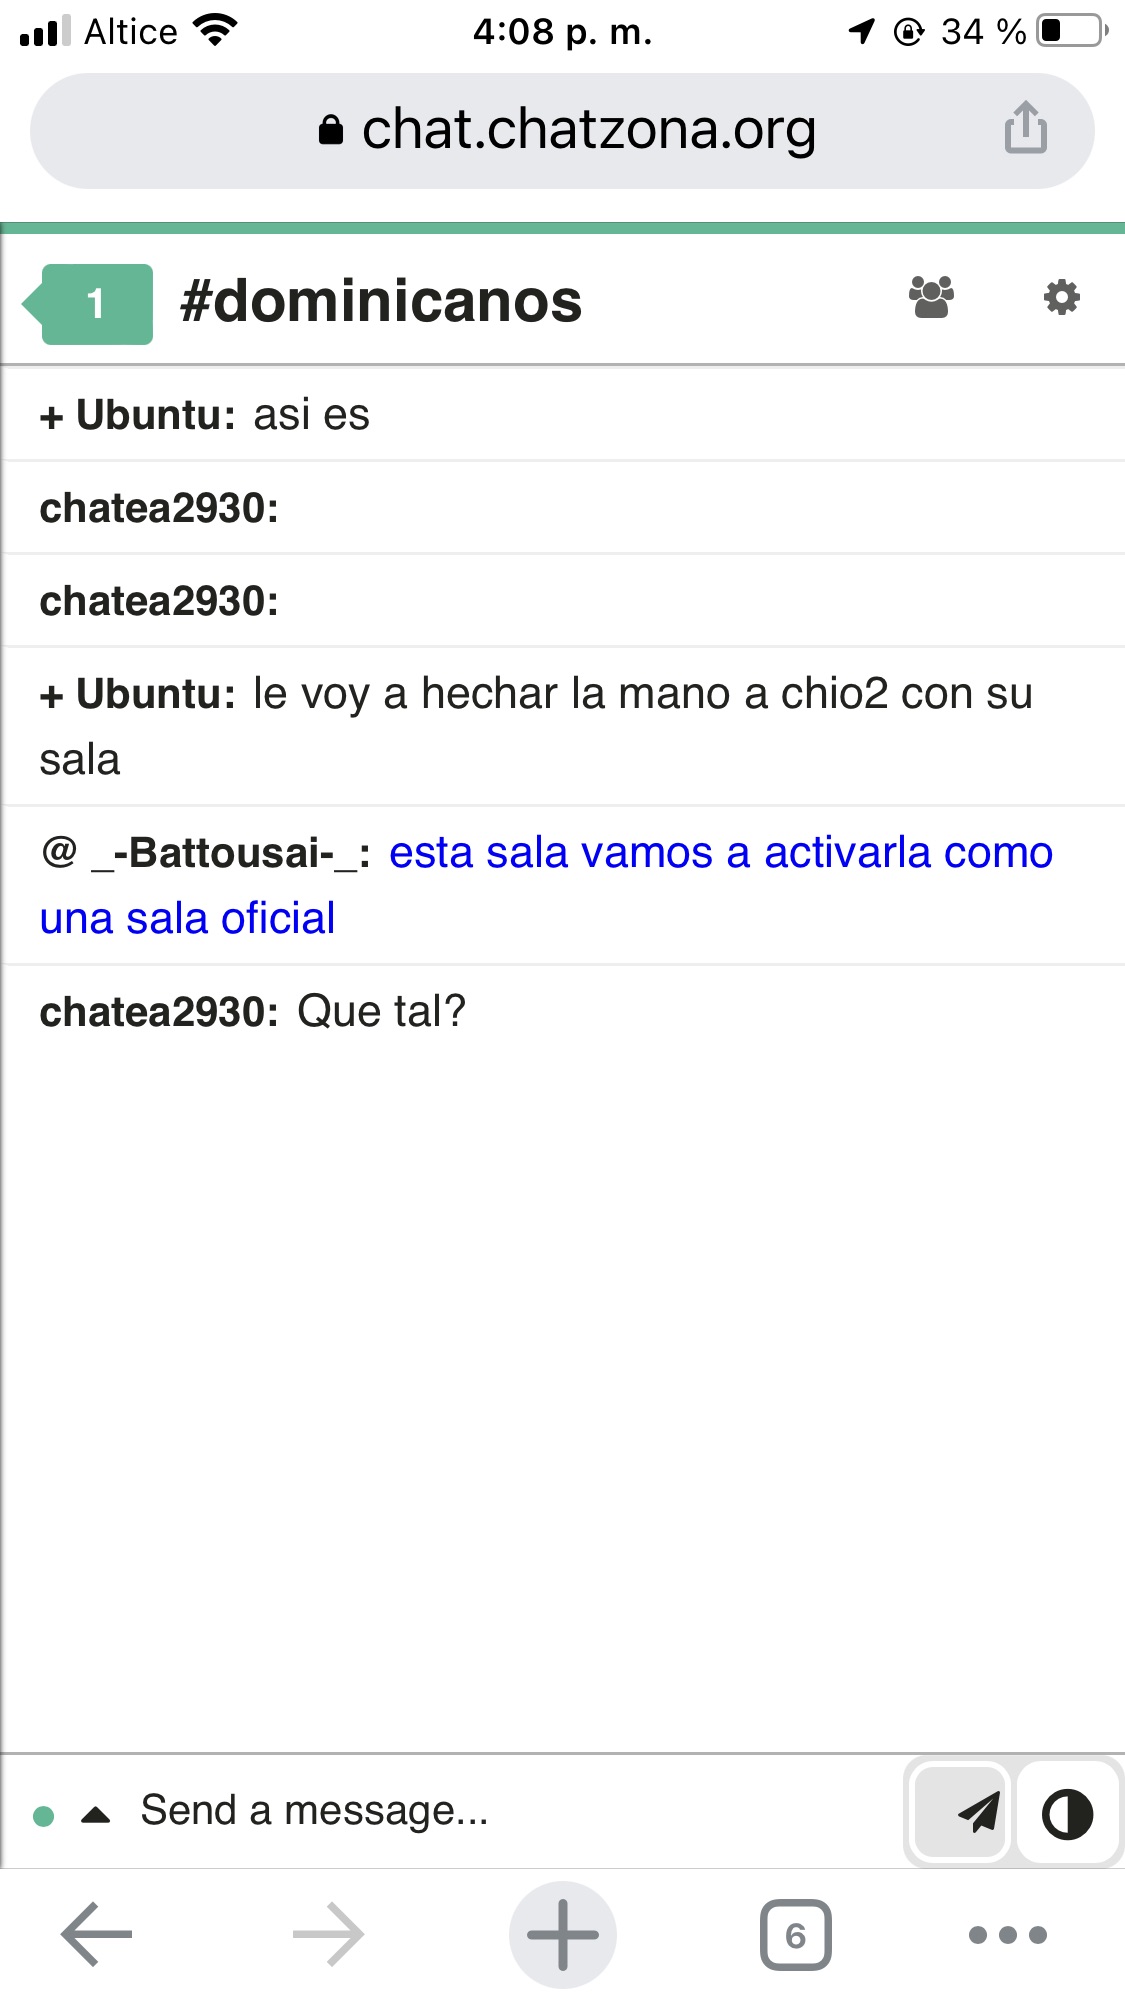 Altice 4:08 p. m. 34 %
chat.chatzona.org
1 #dominicanos
+ Ubuntu: asi es
chatea2930:
chatea2930:
+ Ubuntu: le voy a hechar la mano a chio2 con su
sala
@ _-Battousai-_: esta sala vamos a activarla como
una sala oficial
chatea2930: Que tal?
Send a message...
6